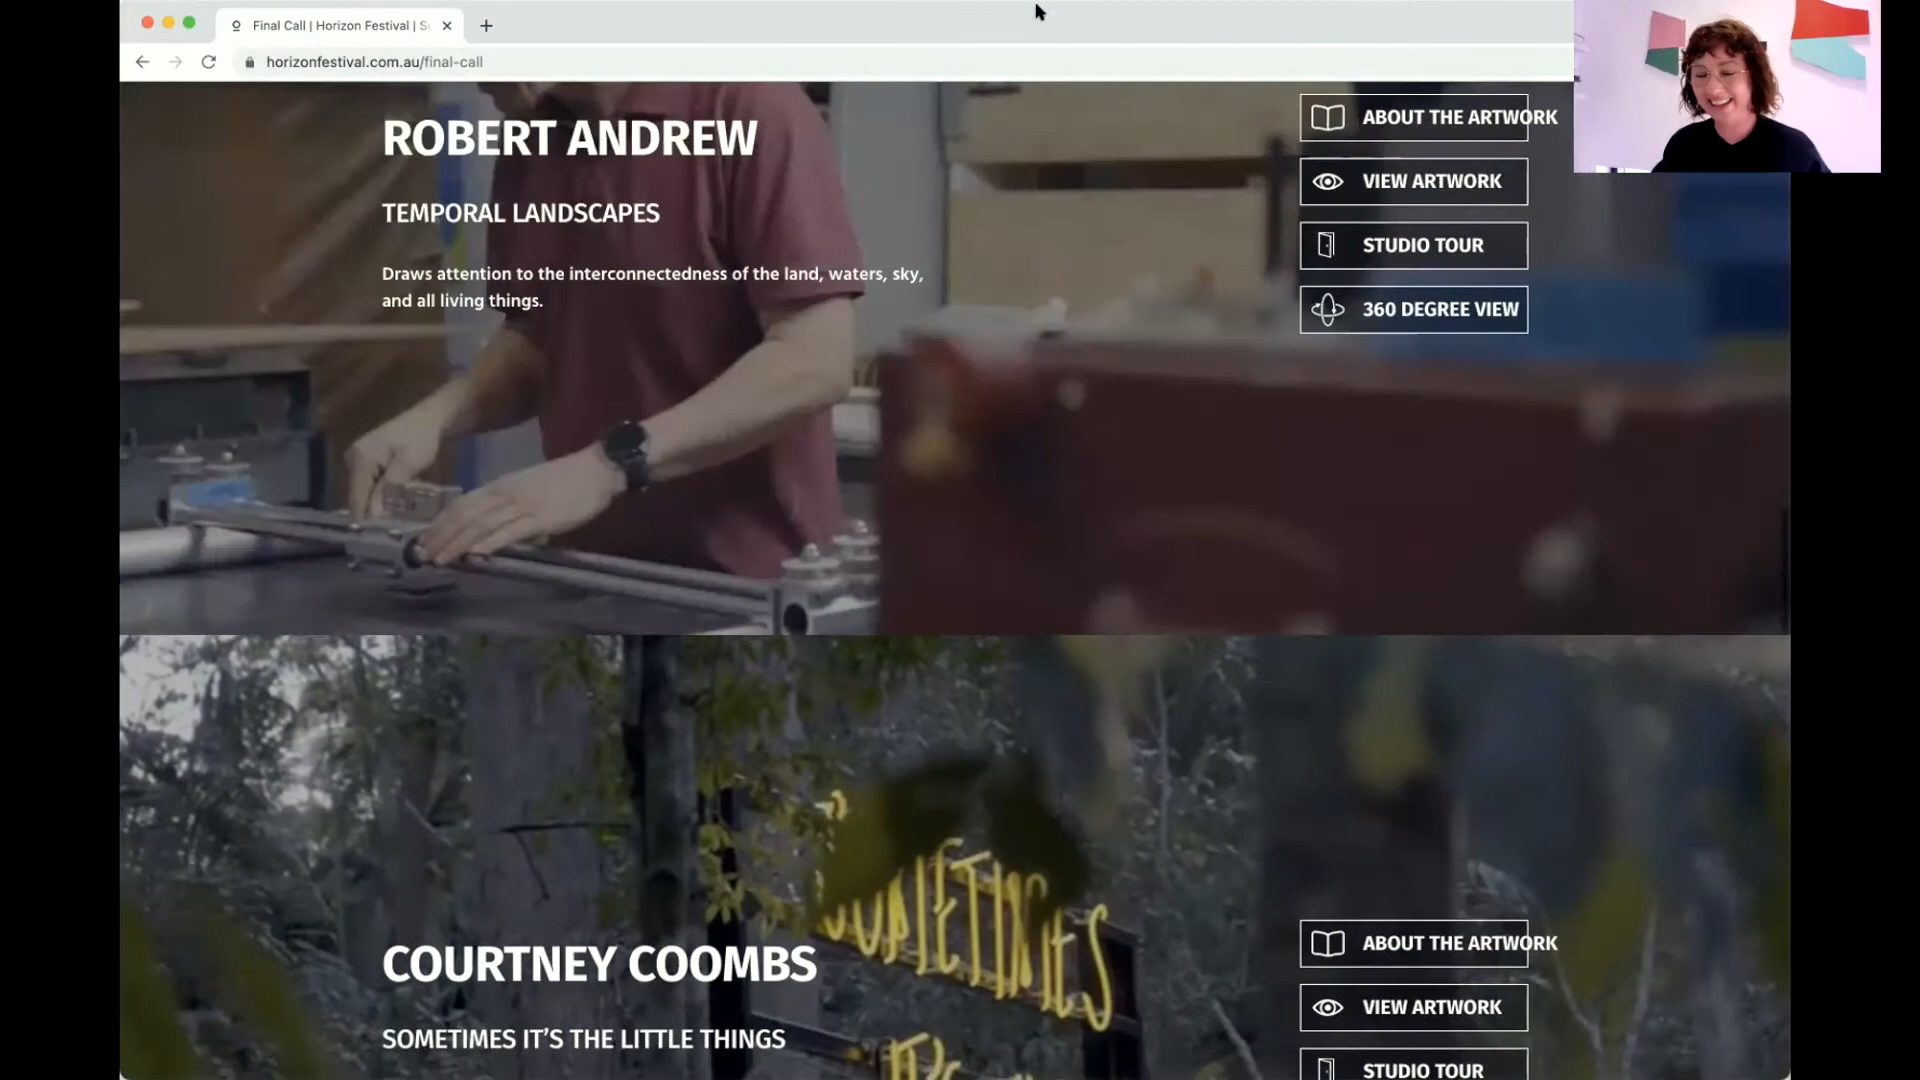 Final Call | Horizon Festival | S
horizonfestival.com.au/final-call
ROBERT ANDREW
TEMPORAL LANDSCAPES
Draws attention to the interconnectedness of the land, waters, sky,
and all living things.
ABOUT THE ARTWORK
VIEW ARTWORK
STUDIO TOUR
360 DEGREE VIEW
SOMETIMES
COURTNEY COOMBS
SOMETIMES IT'S THE LITTLE THINGS
ABOUT THE ARTWORK
VIEW ARTWORK
STUDIO TOUR